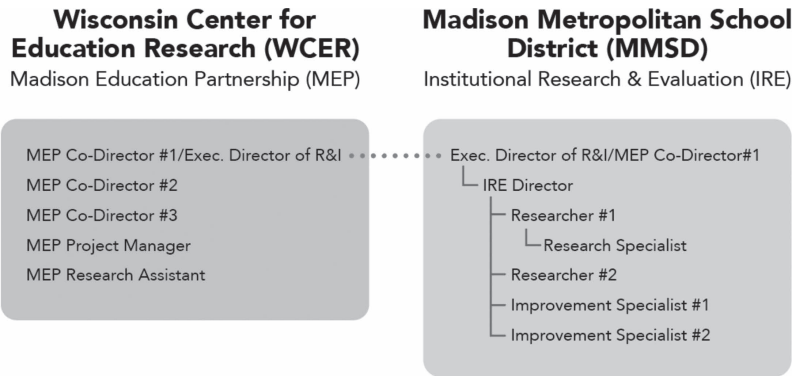 Wisconsin Center for
Education Research (WCER)
Madison Education Partnership (MEP)
MEP Co-Director #1/Exec. Director of R&I
MEP Co-Director #2
MEP Co-Director #3
MEP Project Manager
MEP Research Assistant
Madison Metropolitan School
District (MMSD)
Institutional Research & Evaluation (IRE)
Exec. Director of R&I/MEP Co-Director#1
IRE Director
Researcher #1
Research Specialist
Researcher #2
Improvement Specialist #1
Improvement Specialist #2